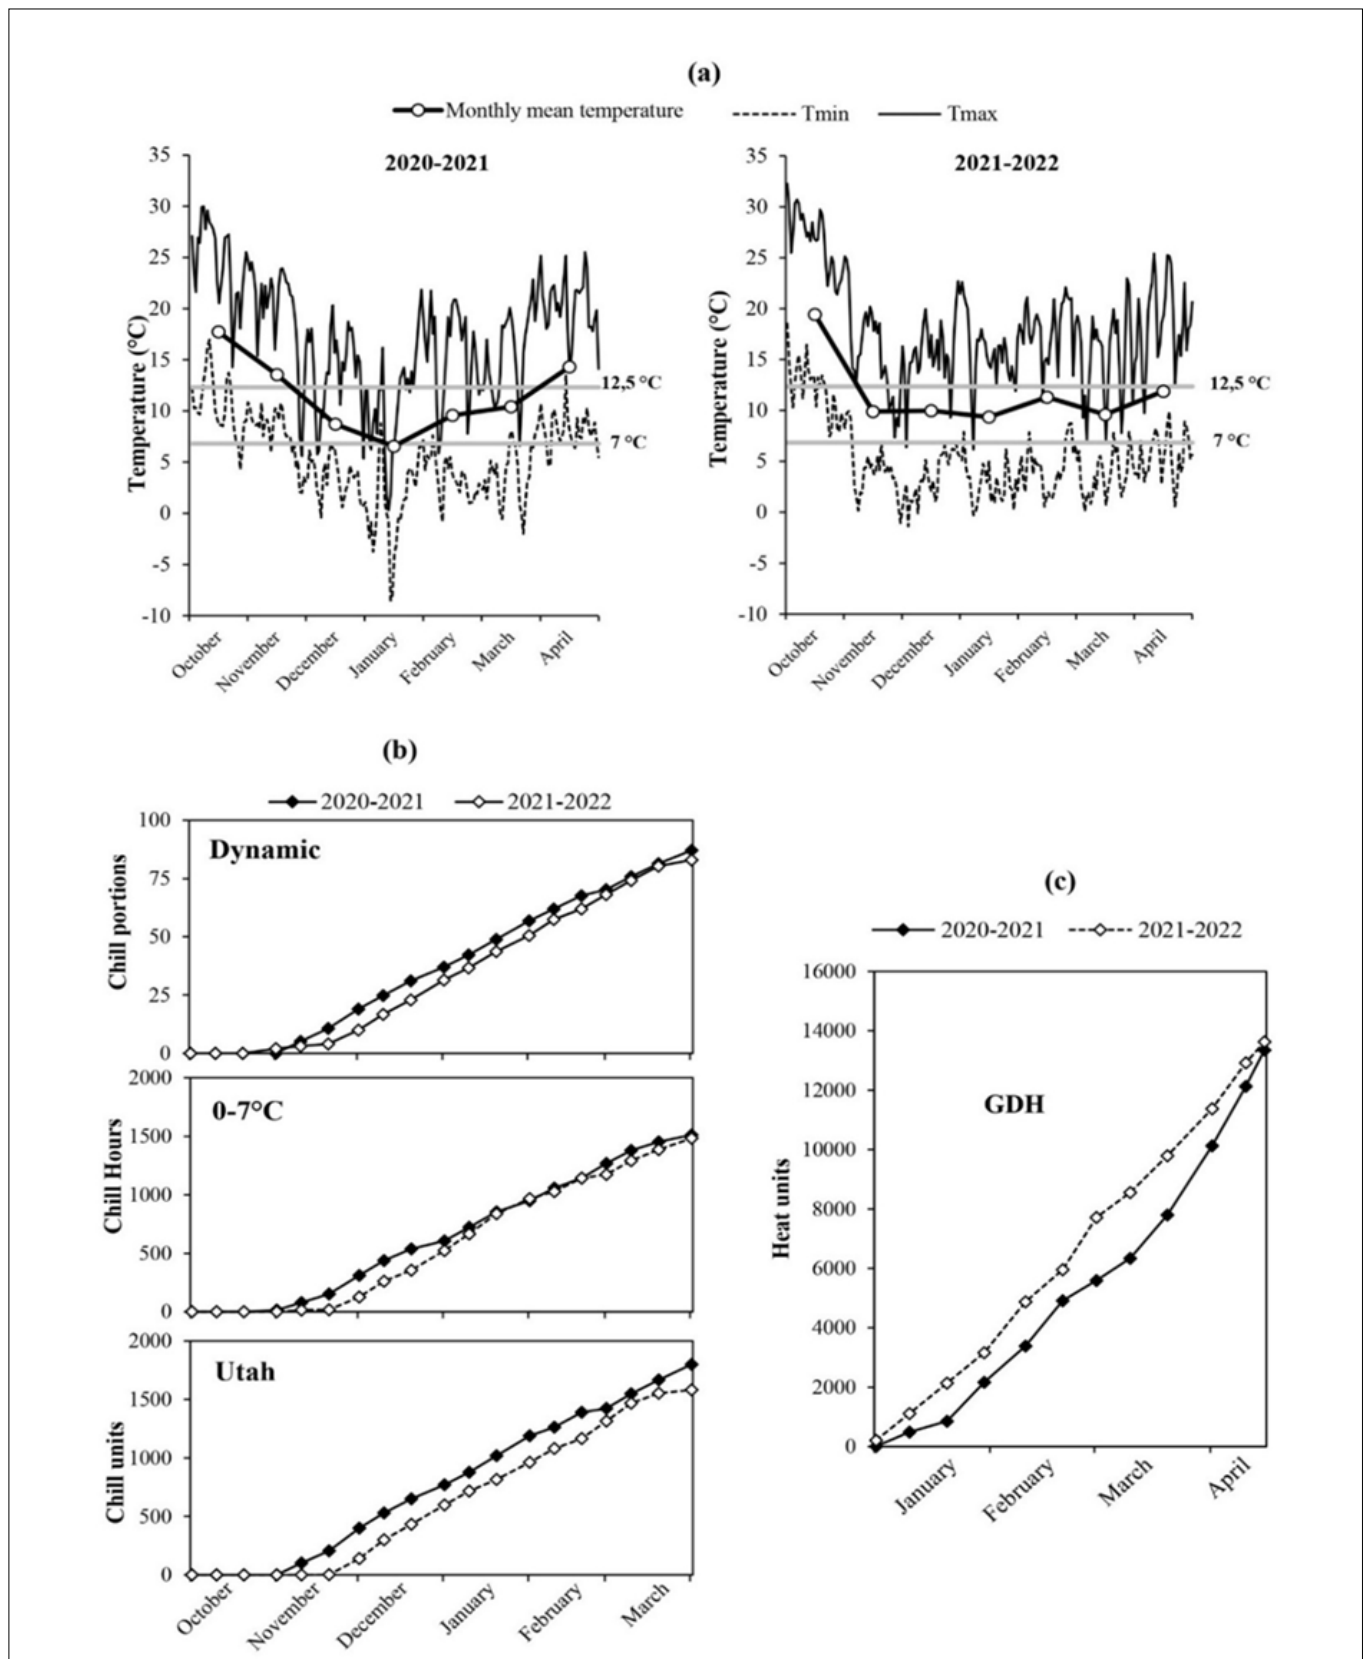 (a)
Monthly mean temperature Tmin Tmax
2020-2021
35
30
25
20
15
10
5
0
-5
-10
Temperature (°C)
12,5 °C
7 °C
October November December January February March April
2021-2022
35
30
25
20
15
10
5
0
-5
-10
Temperature (°C)
12,5 °C
7 °C
October November December January February March April
(b)
2020-2021 2021-2022
Dynamic
100
75
50
25
0
Chill portions
0-7°C
2000
1500
1000
500
0
Chill Hours
Utah
2000
1500
1000
500
0
Chill units
October November December January February March
(c)
2020-2021 2021-2022
GDH
16000
14000
12000
10000
8000
6000
4000
2000
0
Heat units
January February March April